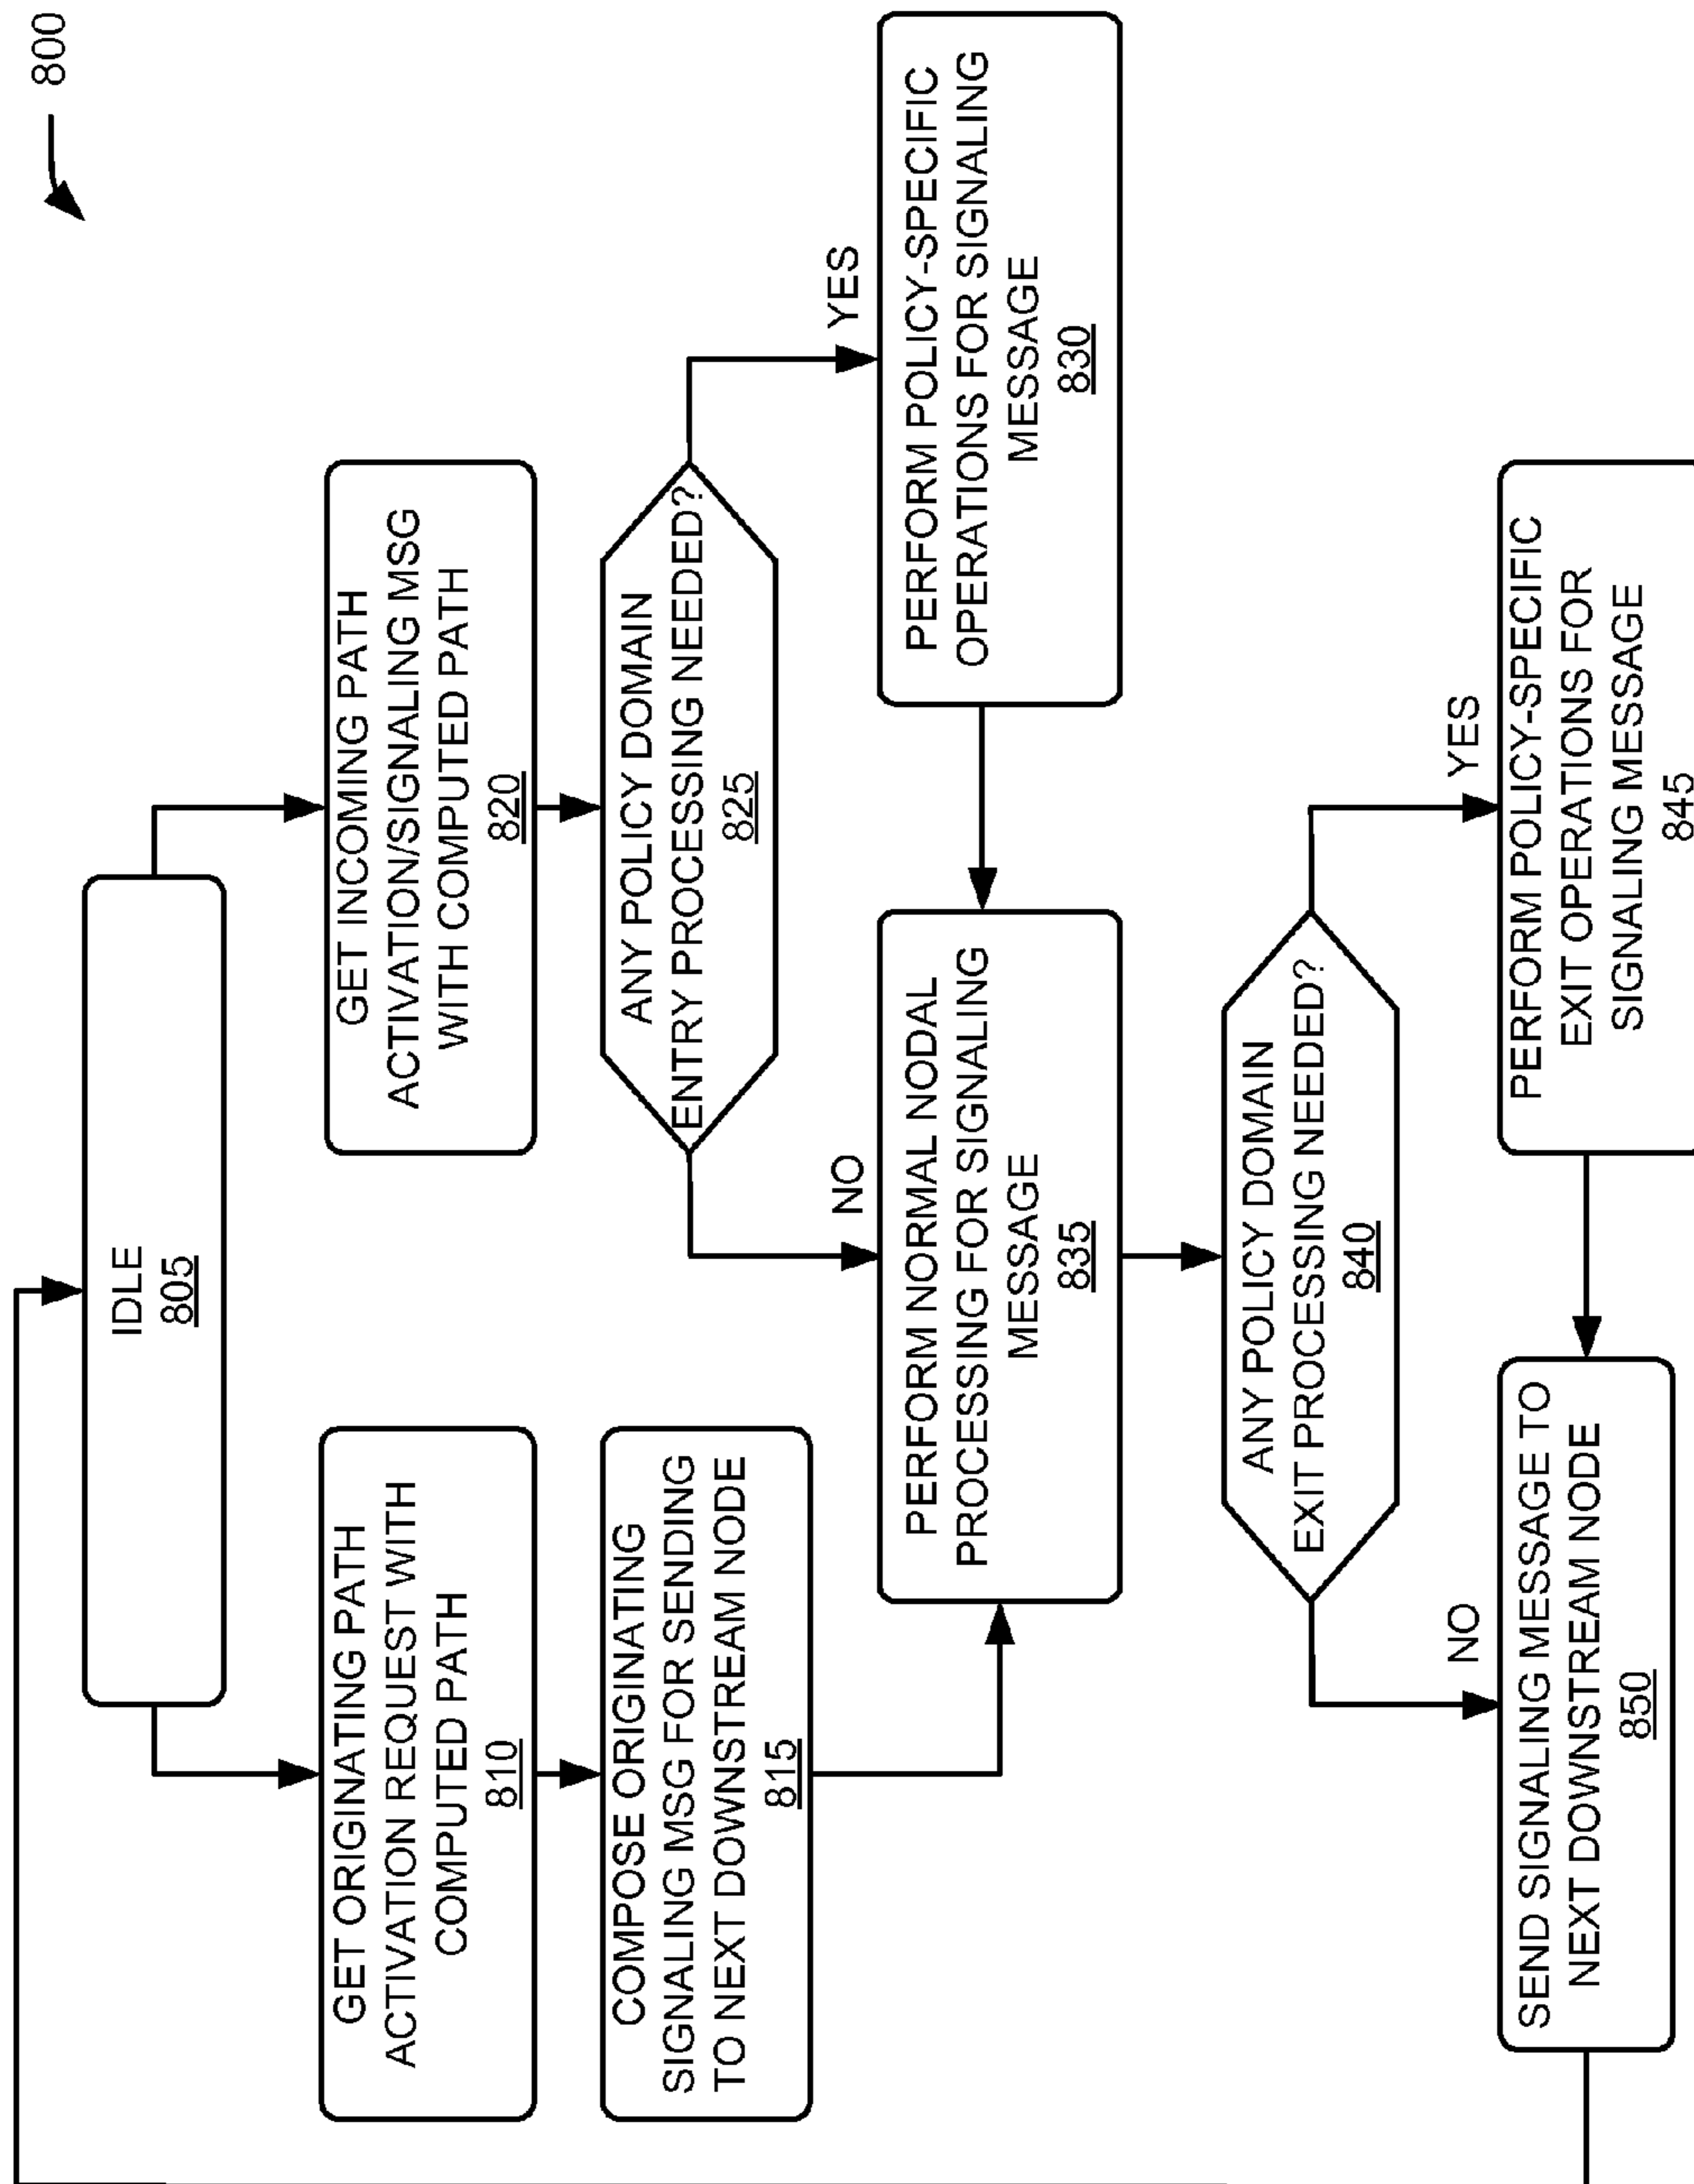 800
IDLE
805
GET ORIGINATING PATH
ACTIVATION REQUEST WITH
COMPUTED PATH
810
GET INCOMING PATH
ACTIVATION/SIGNALING MSG
WITH COMPUTED PATH
820
COMPOSE ORIGINATING
SIGNALING MSG FOR SENDING
TO NEXT DOWNSTREAM NODE
815
ANY POLICY DOMAIN
ENTRY PROCESSING NEEDED?
825
NO
YES
PERFORM NORMAL NODAL
PROCESSING FOR SIGNALING
MESSAGE
835
PERFORM POLICY-SPECIFIC
OPERATIONS FOR SIGNALING
MESSAGE
830
ANY POLICY DOMAIN
EXIT PROCESSING NEEDED?
840
NO
YES
SEND SIGNALING MESSAGE TO
NEXT DOWNSTREAM NODE
850
PERFORM POLICY-SPECIFIC
EXIT OPERATIONS FOR
SIGNALING MESSAGE
845